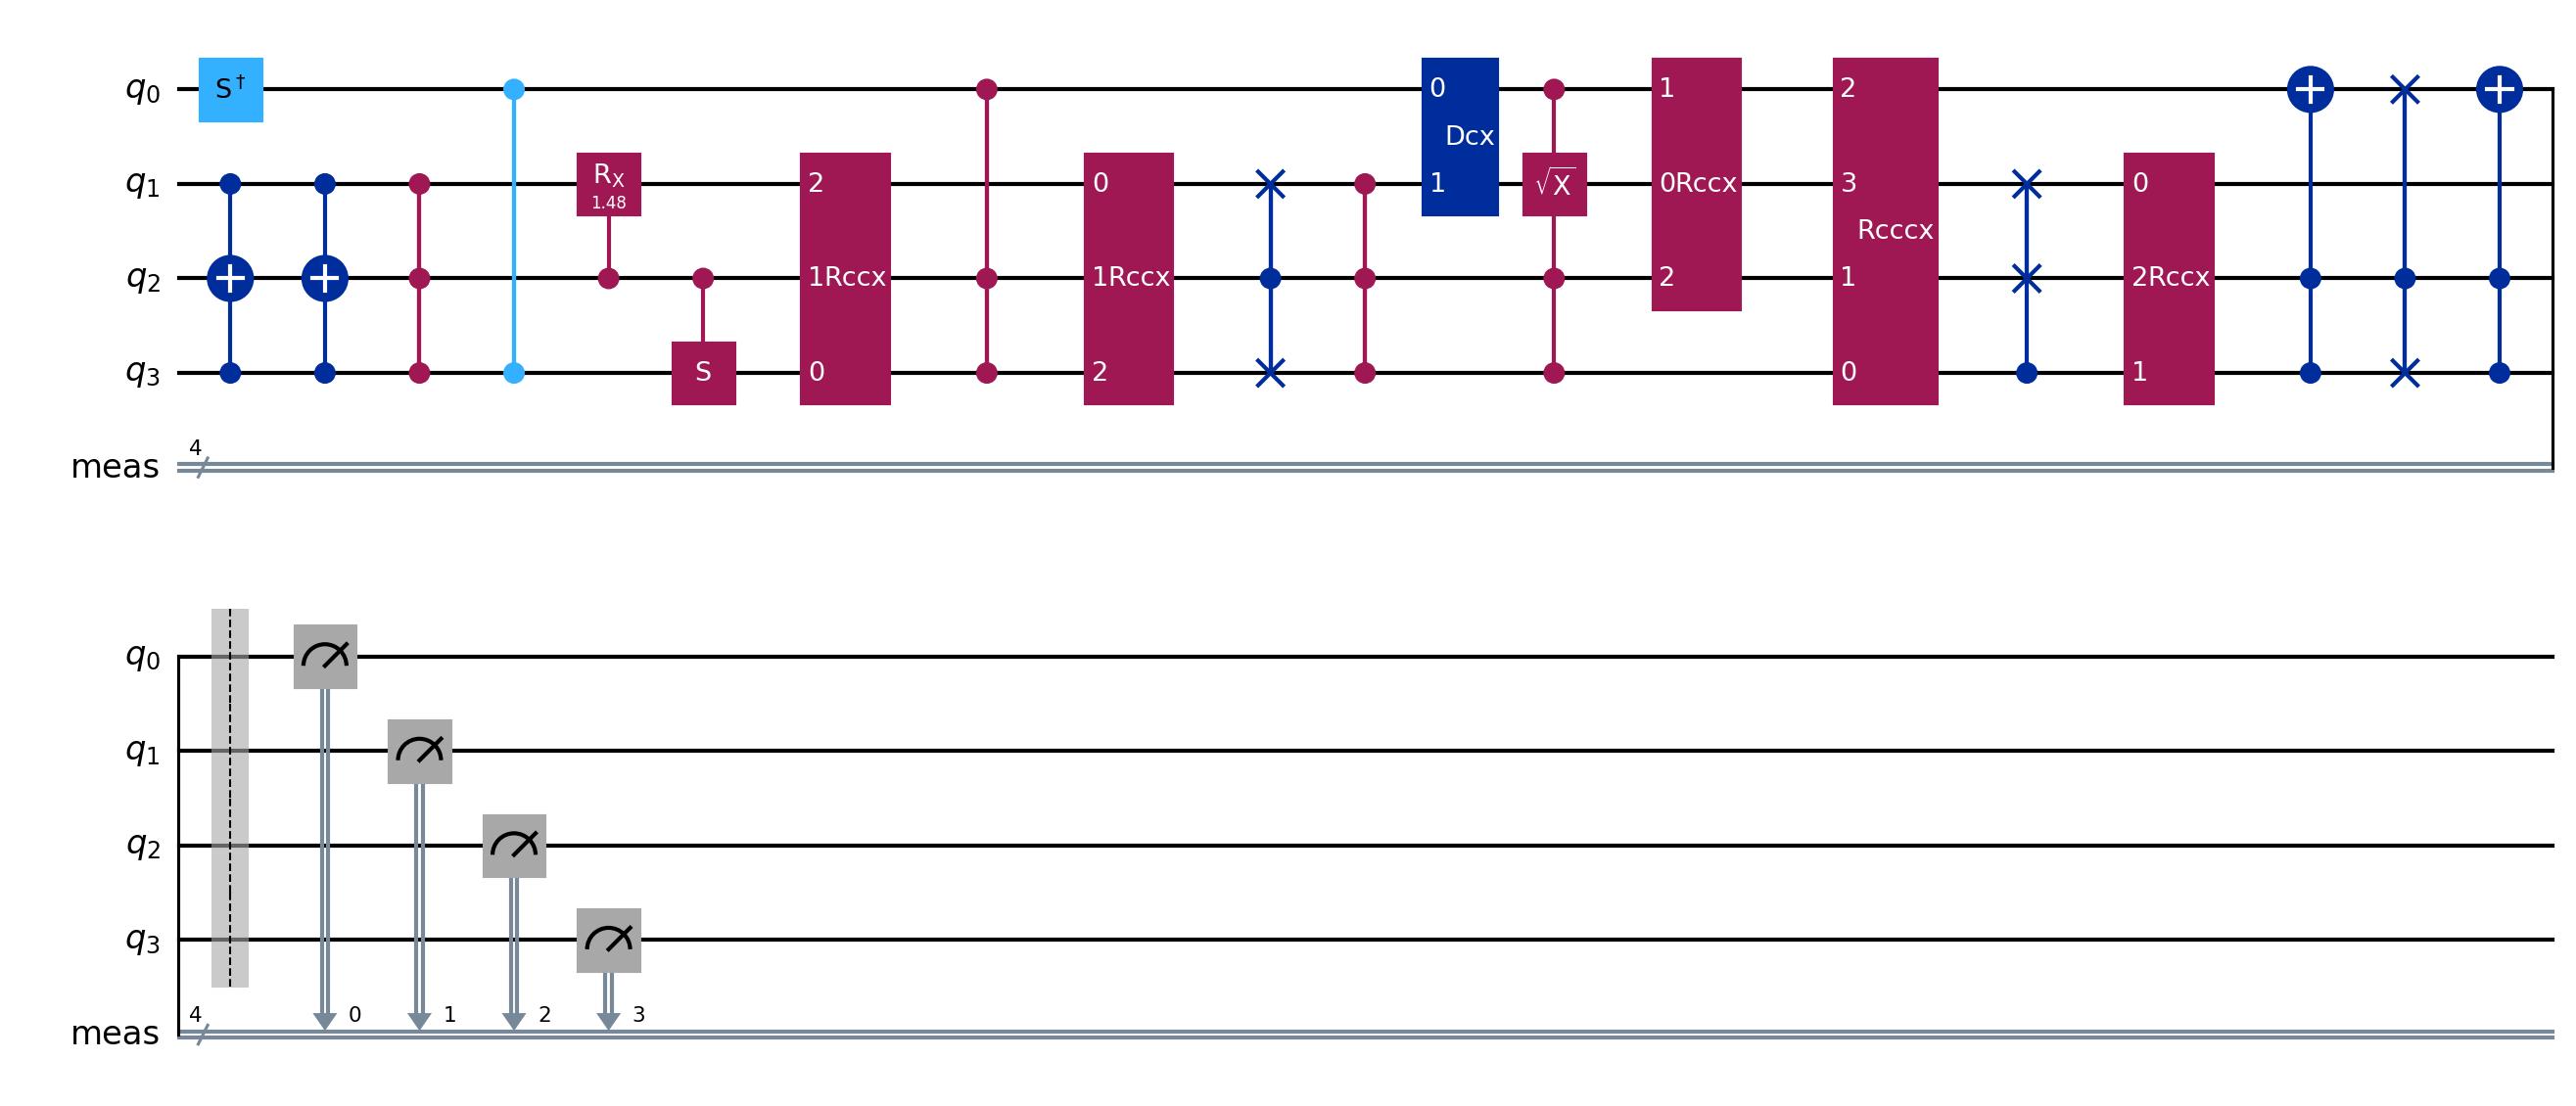 q0 S† 0 1 2 2 0
Dcx
q1 RX 1.48 2 0 1 √X 0Rccx 3 0
Rcccx
q2 1Rccx 1Rccx 2 1 2Rccx
q3 S 0 2 0 1
4
meas
q0
q1
q2
q3
4 0 1 2 3
meas